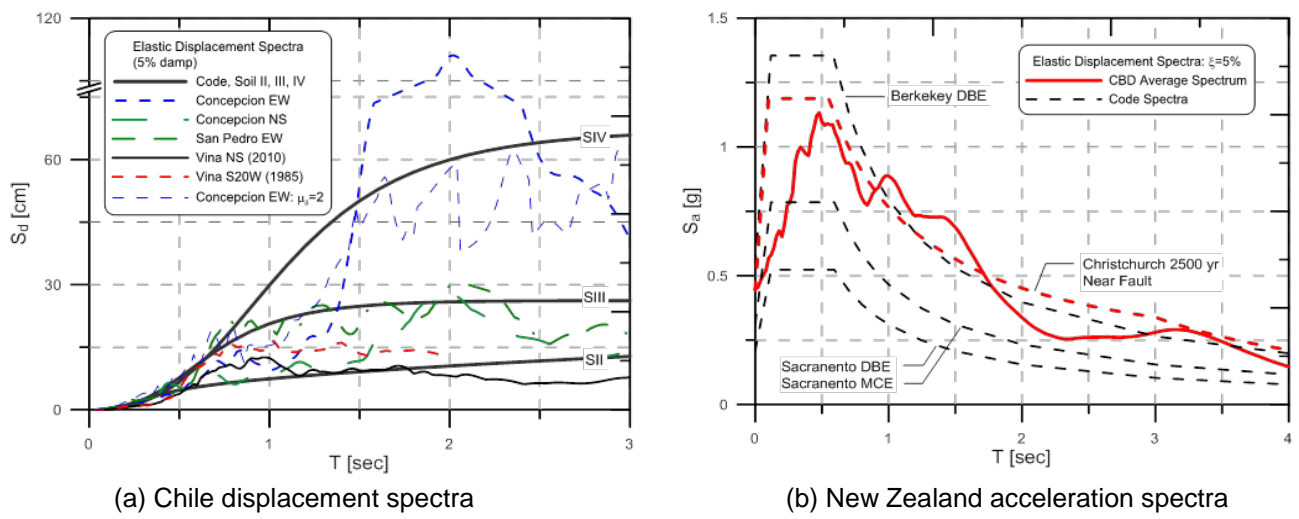 120
60
30
0
S_d [cm]
Elastic Displacement Spectra
(5% damp)
Code, Soil II, III, IV
Concepcion EW
Concepcion NS
San Pedro EW
Vina NS (2010)
Vina S20W (1985)
Concepcion EW: μ_s=2
SIV
SIII
SII
0 1 2 3
T [sec]
(a) Chile displacement spectra
1.5
1
0.5
0
S_a [g]
Elastic Displacement Spectra: ξ=5%
CBD Average Spectrum
Code Spectra
Berkekey DBE
Christchurch 2500 yr
Near Fault
Sacranento DBE
Sacranento MCE
0 1 2 3 4
T [sec]
(b) New Zealand acceleration spectra